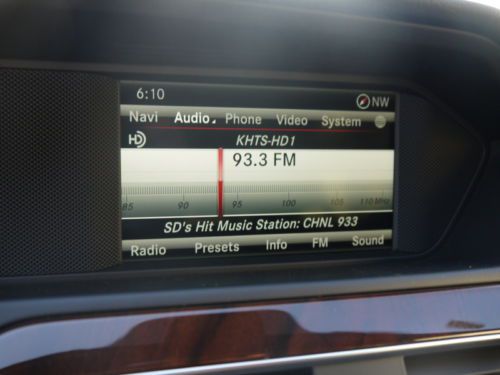 6:10 NW
Navi Audio Phone Video System
HD KHTS-HD1
93.3 FM
85 90 95 100 105 110 MHz
SD's Hit Music Station: CHNL 933
Radio Presets Info FM Sound